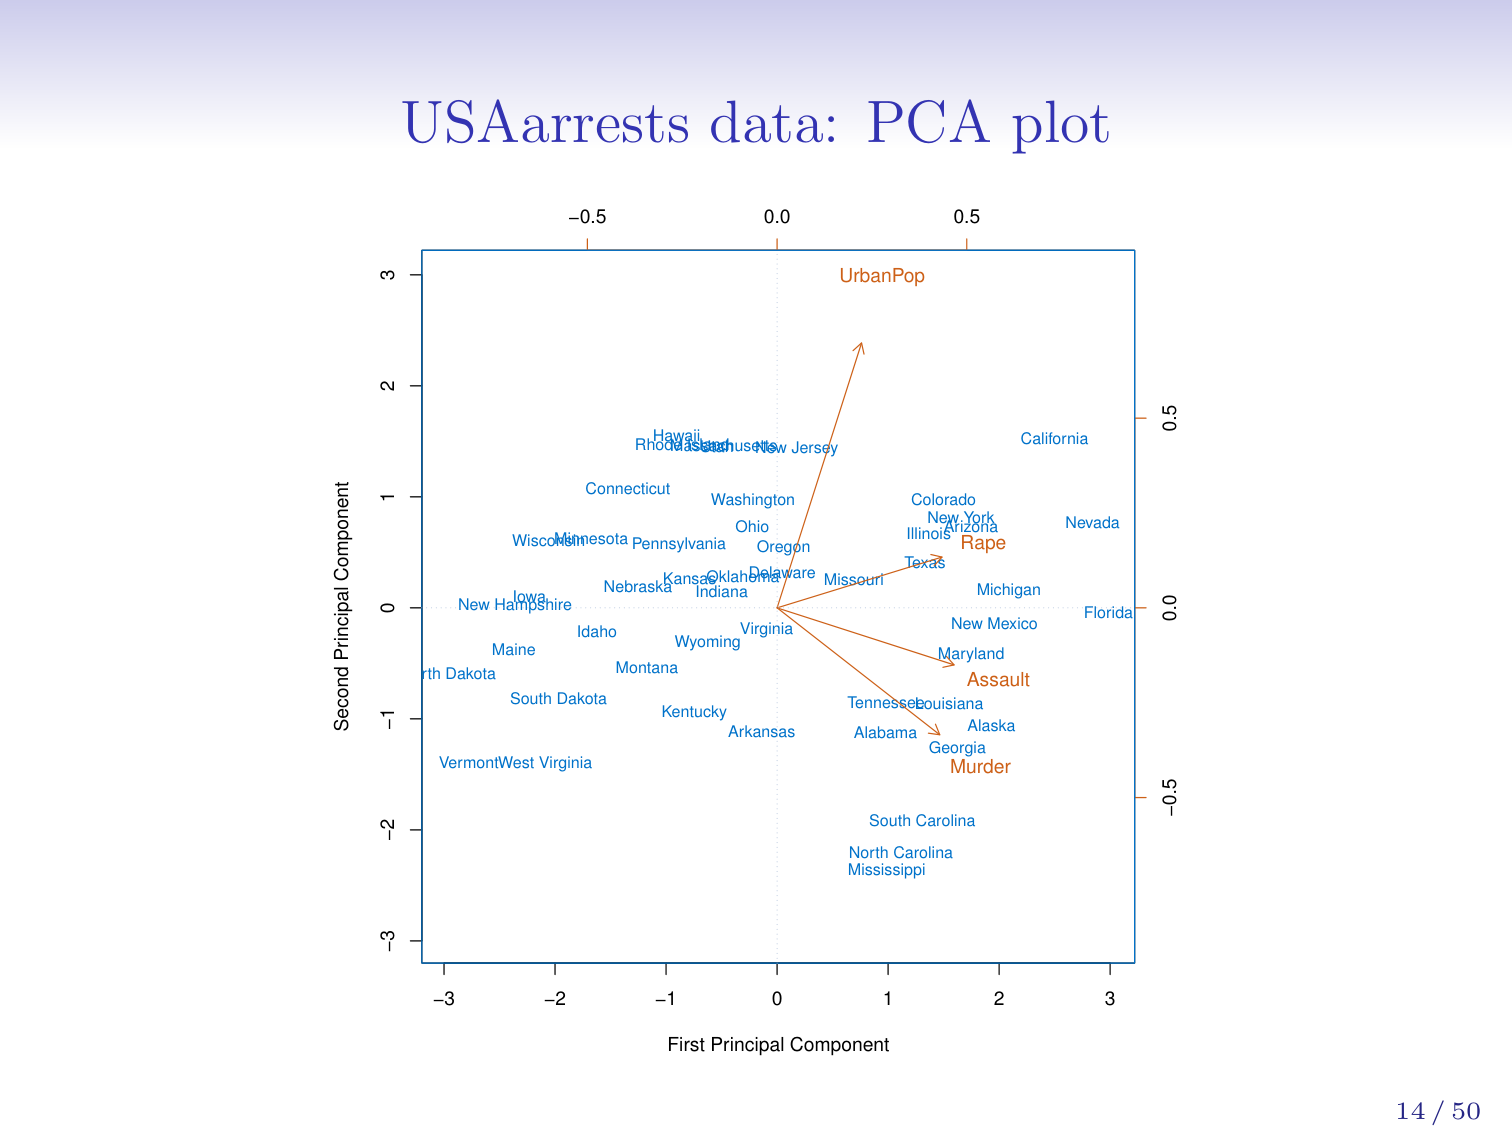 USAarrests data: PCA plot
−0.5 0.0 0.5
UrbanPop
3
2
1
0
−1
−2
−3
Second Principal Component
0.5
0.0
−0.5
Hawaii
California
Rhode Island Massachusetts Utah New Jersey
Connecticut
Washington Colorado
New York
Ohio Arizona Nevada
Illinois
Wisconsin Minnesota Pennsylvania Oregon Rape
Texas
Kansas Oklahoma Delaware Missouri
Nebraska Indiana Michigan
Iowa
New Hampshire Florida
Idaho Virginia New Mexico
Wyoming
Maine Maryland
rth Dakota Montana Assault
South Dakota Tennessee Louisiana
Kentucky Alaska
Arkansas Alabama
Georgia
Vermont West Virginia Murder
South Carolina
North Carolina
Mississippi
−3 −2 −1 0 1 2 3
First Principal Component
14 / 50